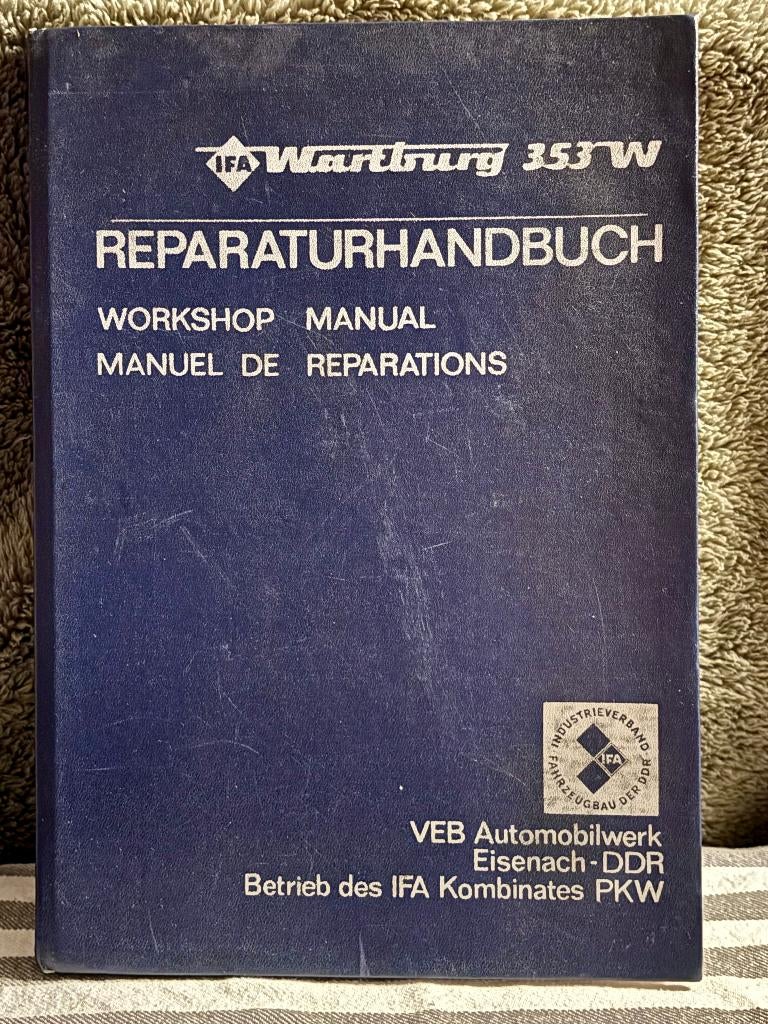 IFA Wartburg 353 W
REPARATURHANDBUCH
WORKSHOP MANUAL
MANUEL DE REPARATIONS
INDUSTRIEVERBAND
FAHRZEUGBAU DER DDR
IFA
VEB Automobilwerk
Eisenach-DDR
Betrieb des IFA Kombinates PKW